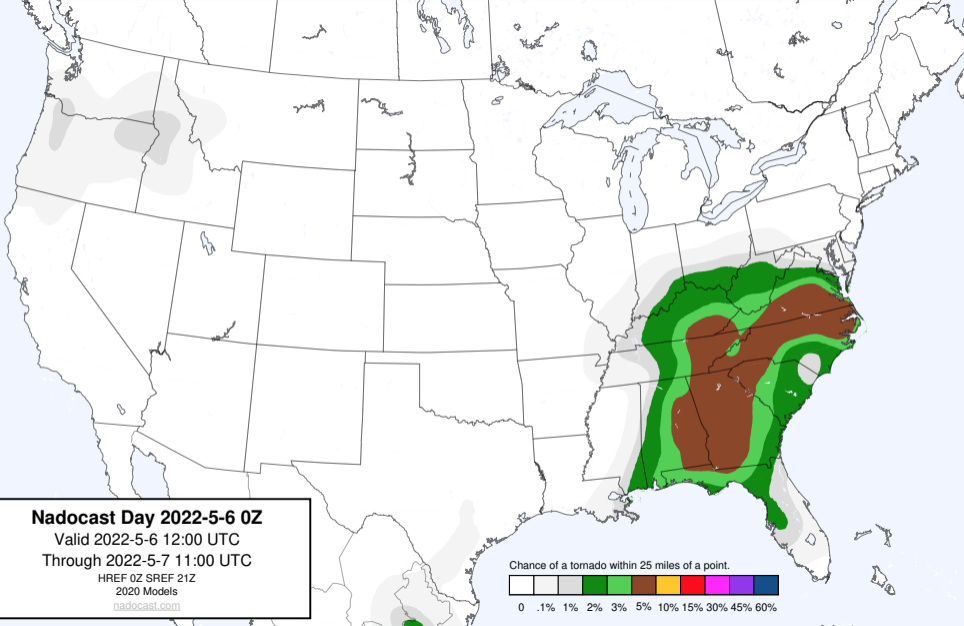 Nadocast Day 2022-5-6 0Z
Valid 2022-5-6 12:00 UTC
Through 2022-5-7 11:00 UTC
HREF 0Z SREF 21Z
2020 Models
nadocast.com
Chance of a tornado within 25 miles of a point.
0 .1% 1% 2% 3% 5% 10% 15% 30% 45% 60%